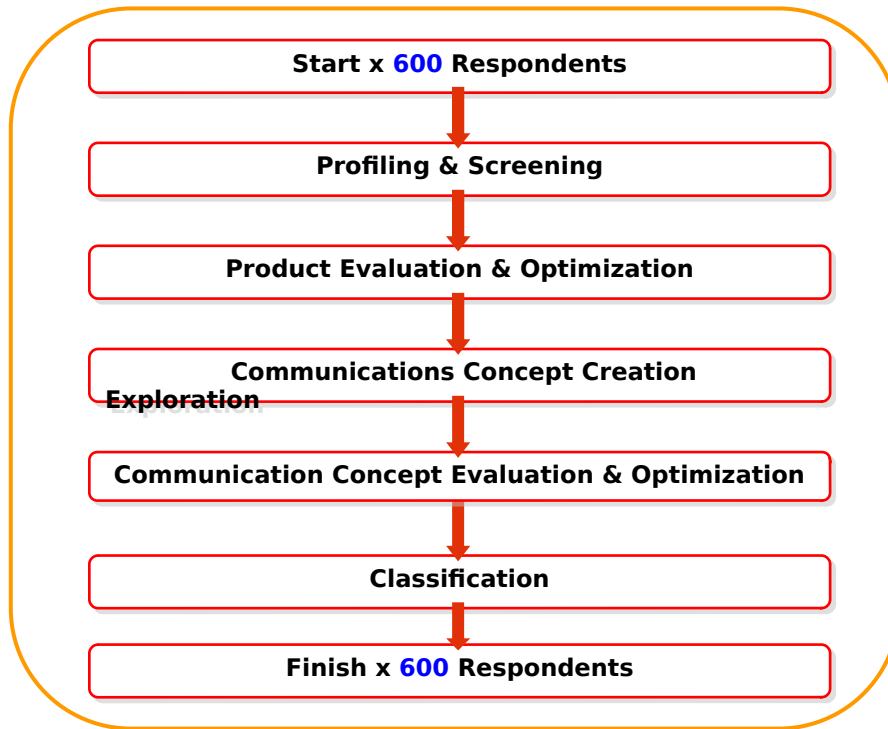 Start x 600 Respondents
Profiling & Screening
Product Evaluation & Optimization
Communications Concept Creation
Exploration
Communication Concept Evaluation & Optimization
Classification
Finish x 600 Respondents